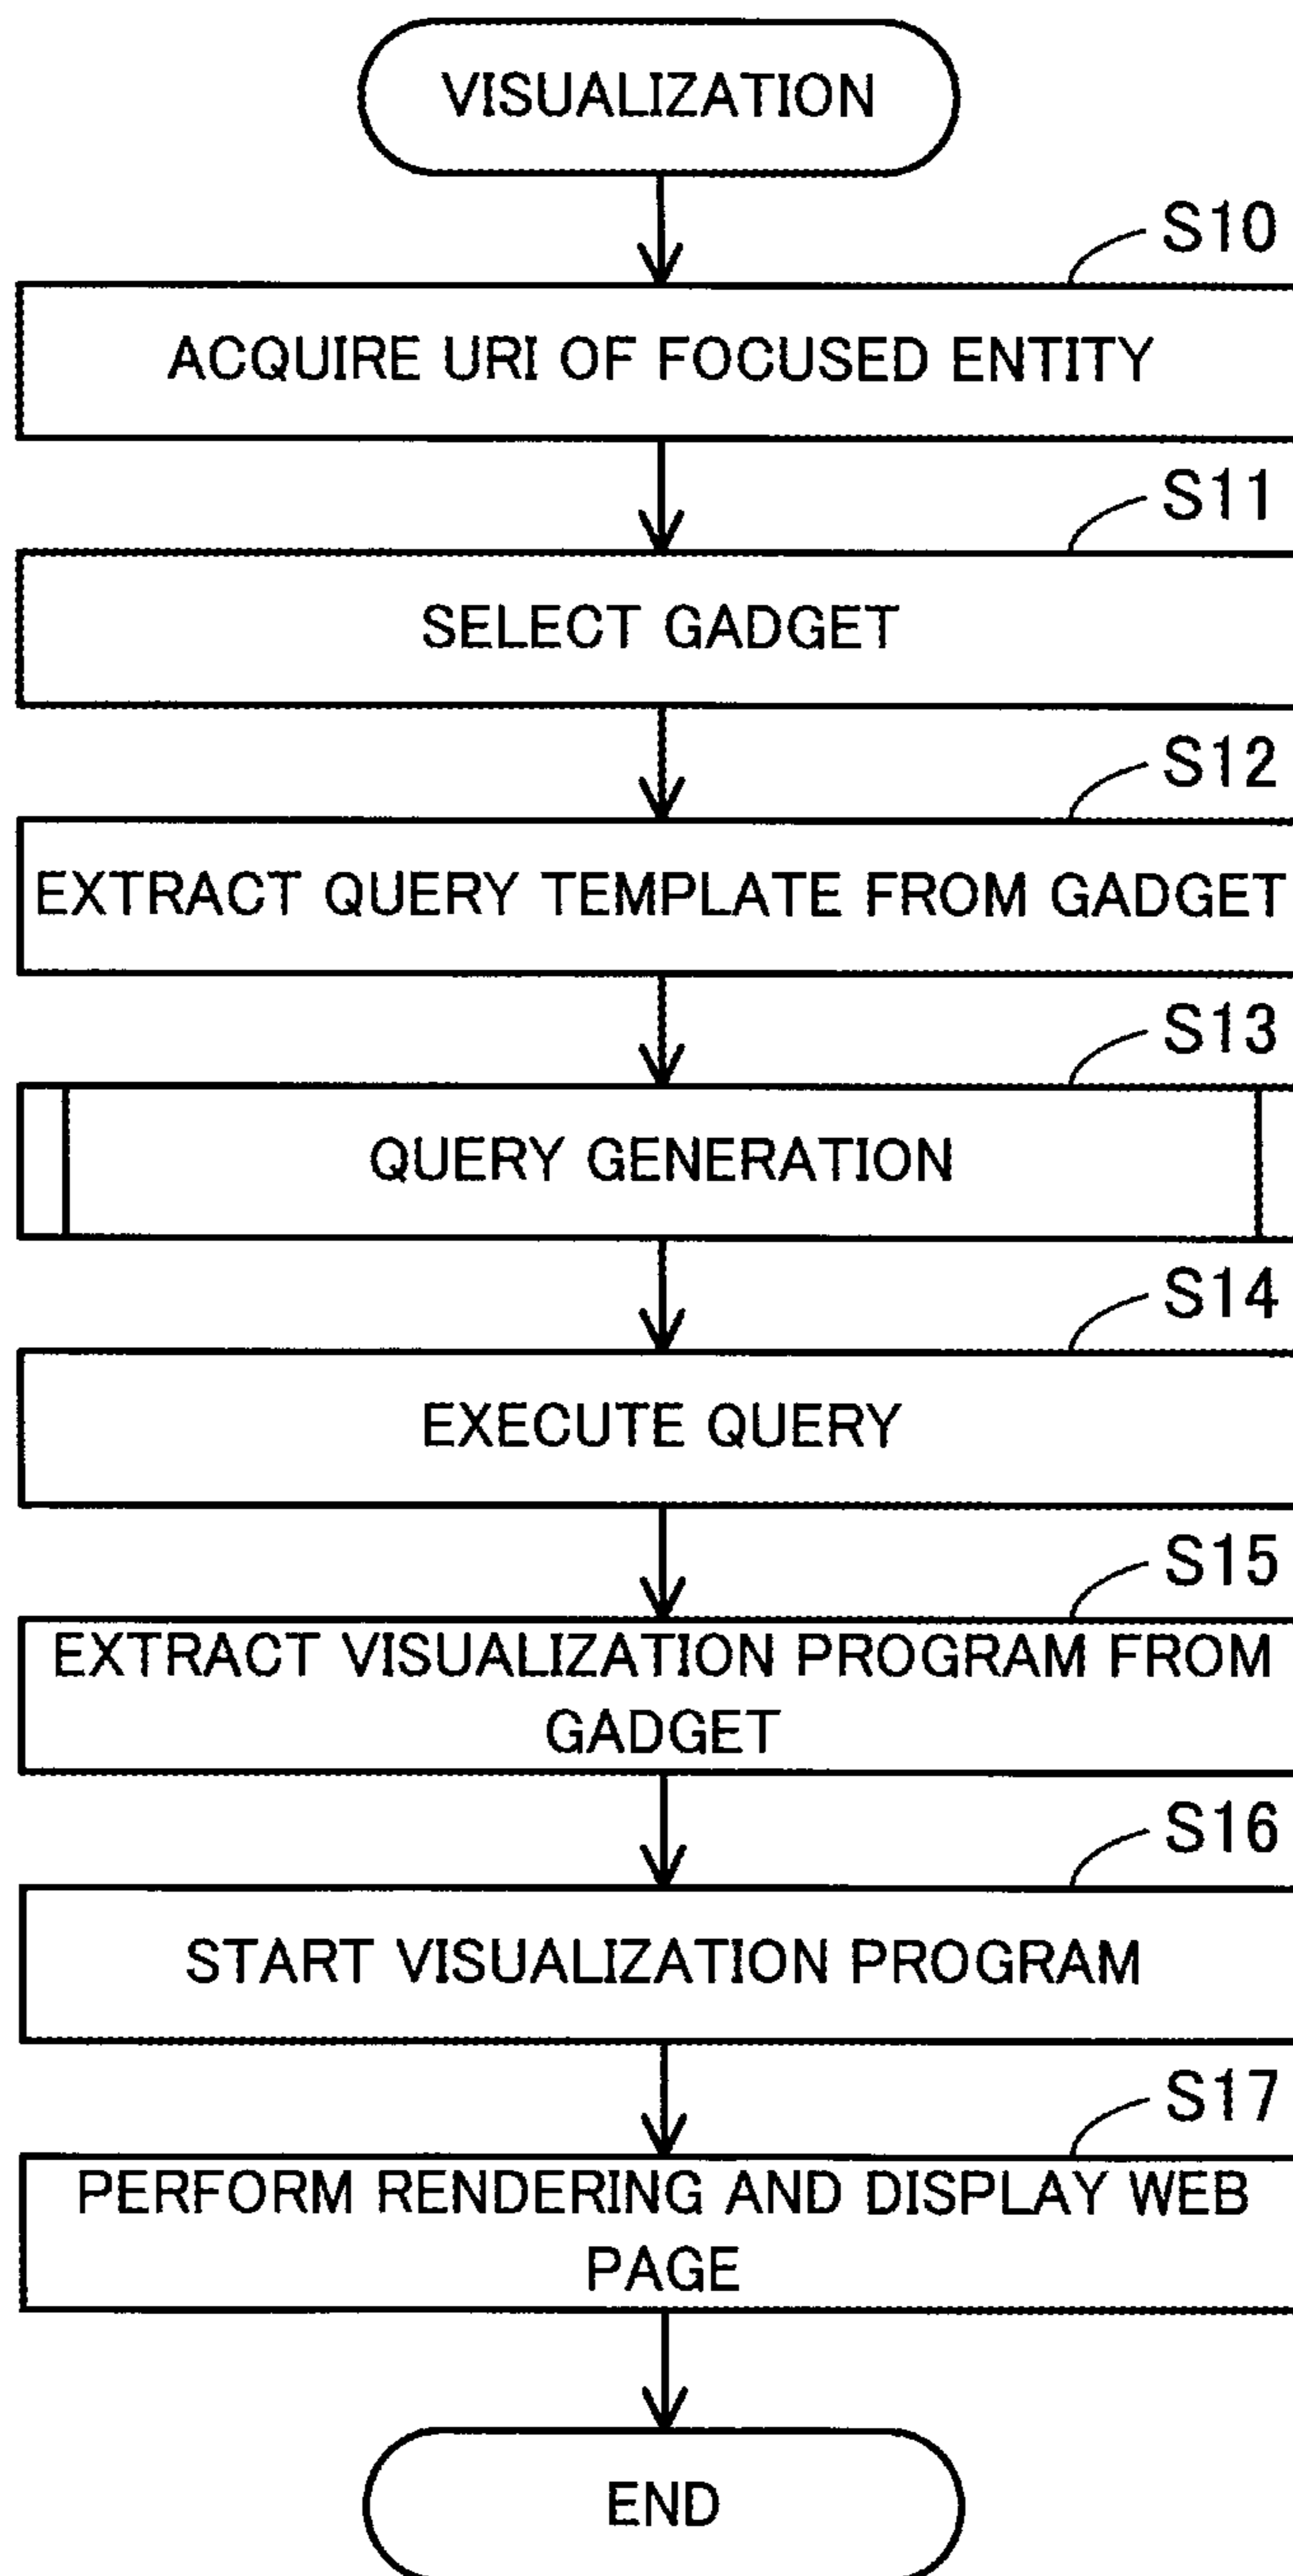 VISUALIZATION
S10
ACQUIRE URI OF FOCUSED ENTITY
S11
SELECT GADGET
S12
EXTRACT QUERY TEMPLATE FROM GADGET
S13
QUERY GENERATION
S14
EXECUTE QUERY
S15
EXTRACT VISUALIZATION PROGRAM FROM
GADGET
S16
START VISUALIZATION PROGRAM
S17
PERFORM RENDERING AND DISPLAY WEB
PAGE
END